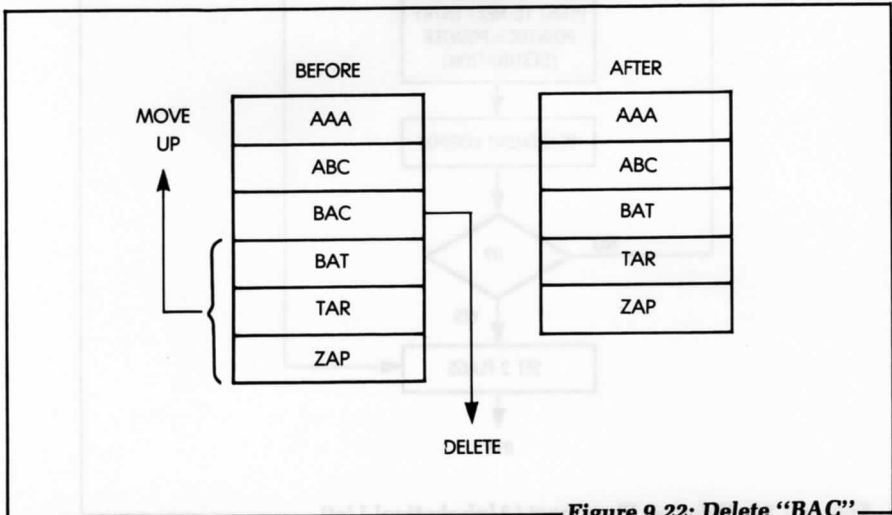 BEFORE
AFTER
MOVE
UP
AAA
ABC
BAC
BAT
TAR
ZAP
AAA
ABC
BAT
TAR
ZAP
DELETE
Figure 9.22: Delete “BAC”